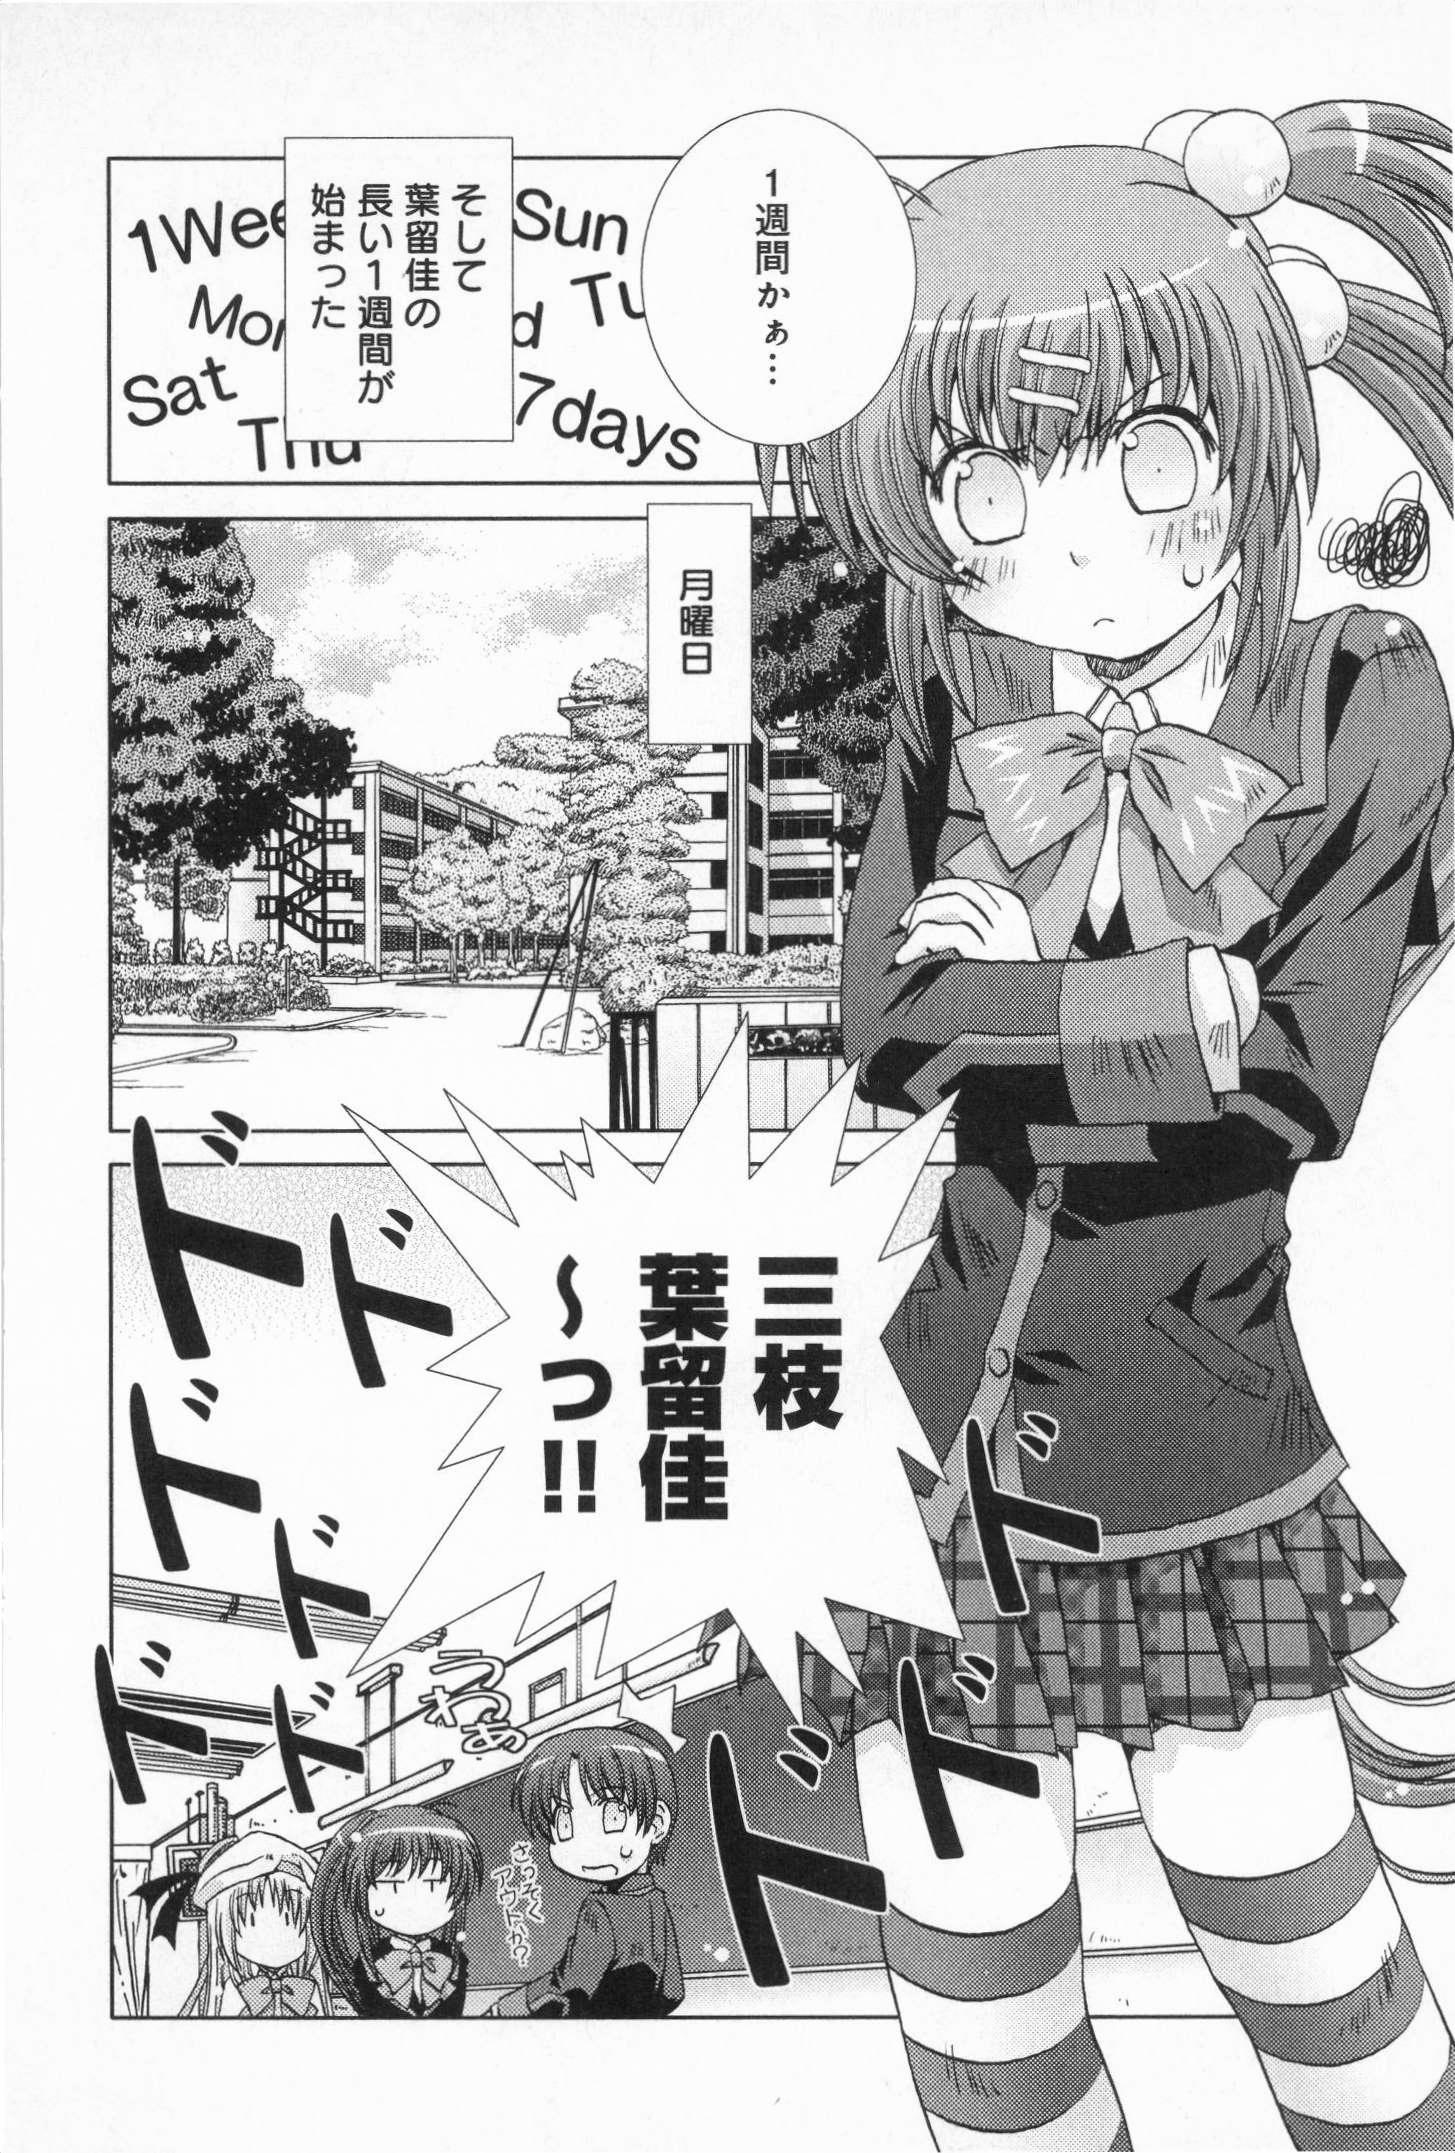 1週間かぁ…
そして
葉留佳の
長い1週間が
始まった
1Wee
Sun
Mon
d
Tu
Sat
7days
Thu
月曜日
三枝
葉留佳
～っ!!
ドドドドドドドド
うわぁ
さっそく
アウトか?